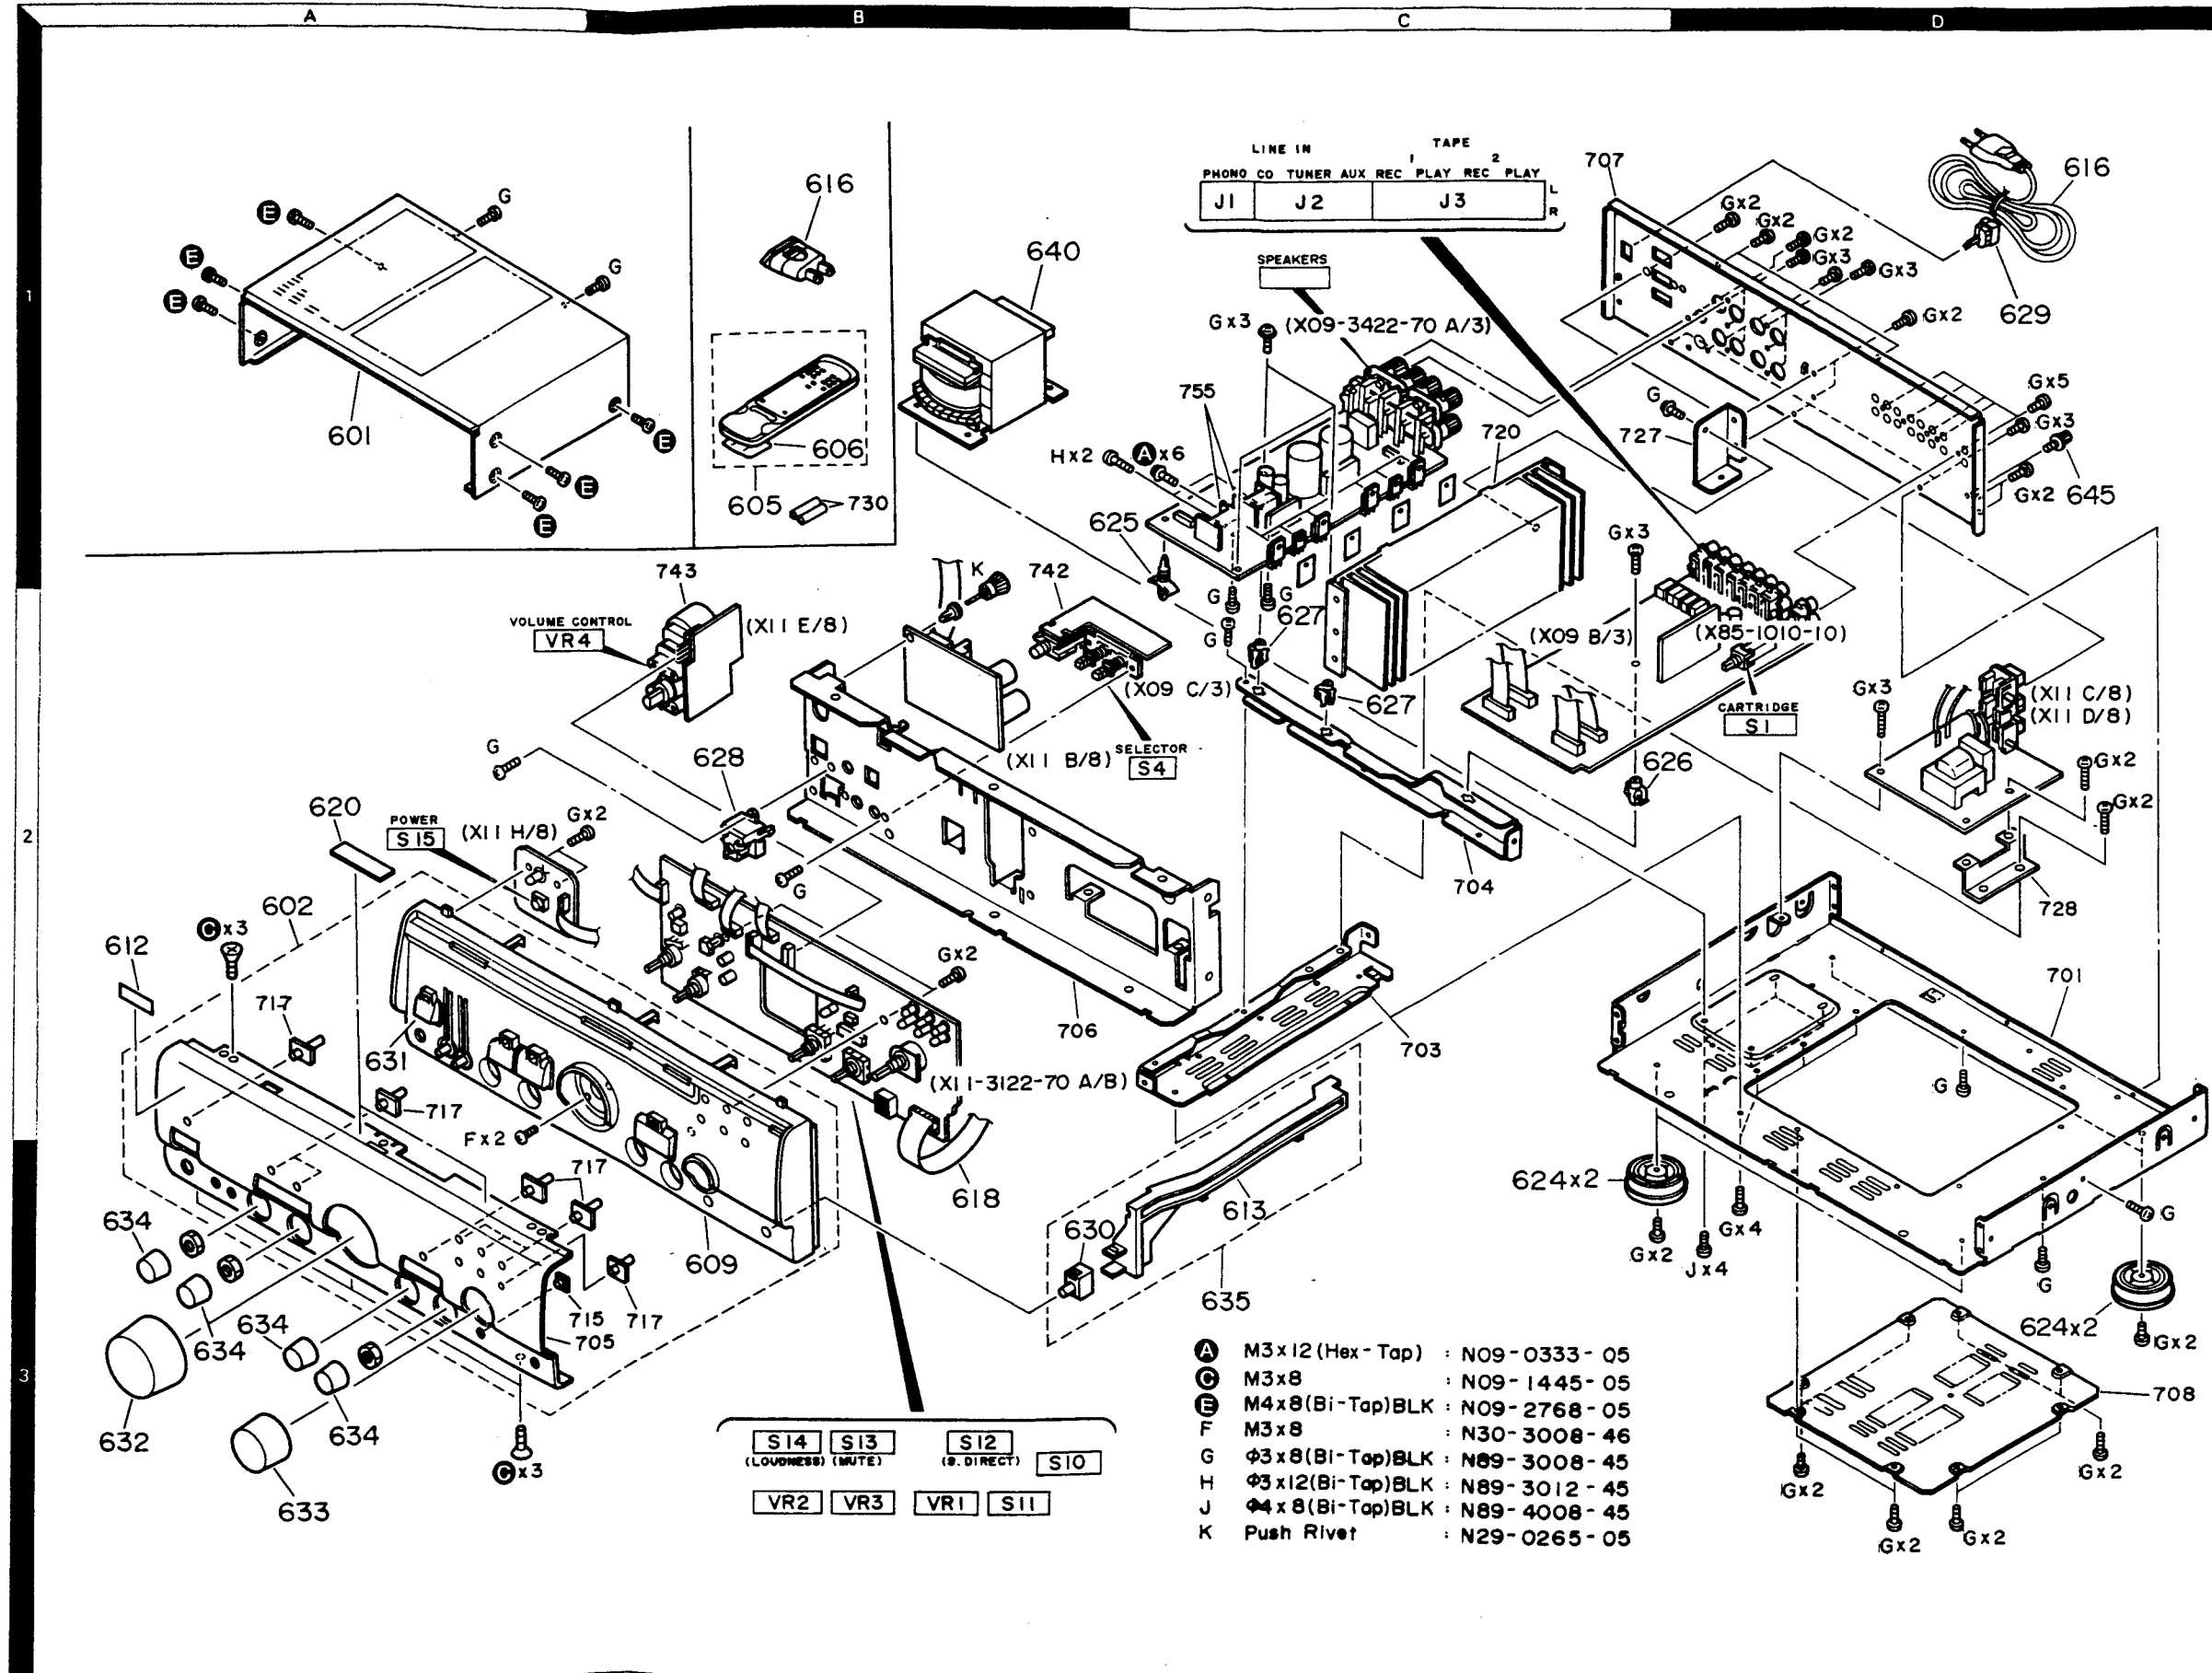 A B C D
1
2
3
G
E
E
E
G
E
E
E
601
616
605
606
730
640
LINE IN TAPE
1 2
PHONO CO TUNER AUX REC PLAY REC PLAY
J1 J2 J3 L
R
SPEAKERS
Gx3 (X09-3422-70 A/3)
755
Hx2 A x6
625
720
G G
G
627
627
707
616
629
Gx2
Gx2
Gx2
Gx3
Gx3
Gx2
G
727
Gx5
Gx3
Gx2 645
743
VOLUME CONTROL
VR4
(X11 E/8)
K
742
(X09 C/3)
(X11 B/8)
SELECTOR
S4
Gx3
(X09 B/3)
(X85-1010-10)
CARTRIDGE
S1
626
Gx3
(X11 C/8)
(X11 D/8)
Gx2
Gx2
728
G
628
G
620
POWER
S15
(X11 H/8)
Gx2
C x3
602
612
717
717
631
Fx2
Gx2
706
704
703
701
(X11-3122-70 A/B)
618
609
717
717
715
705
634
634
634
634
632
633
C x3
630
613
635
624x2
Gx2
Jx4
Gx4
G
G
G
624x2
Gx2
708
Gx2
Gx2
Gx2
Gx2
S14 S13 S12 S10
(LOUDNESS) (MUTE) (S.DIRECT)
VR2 VR3 VR1 S11
A M3x12(Hex-Tap) : N09-0333-05
C M3x8 : N09-1445-05
E M4x8(Bi-Tap)BLK : N09-2768-05
F M3x8 : N30-3008-46
G Φ3x8(Bi-Tap)BLK : N89-3008-45
H Φ3x12(Bi-Tap)BLK : N89-3012-45
J Φ4x8(Bi-Tap)BLK : N89-4008-45
K Push Rivet : N29-0265-05